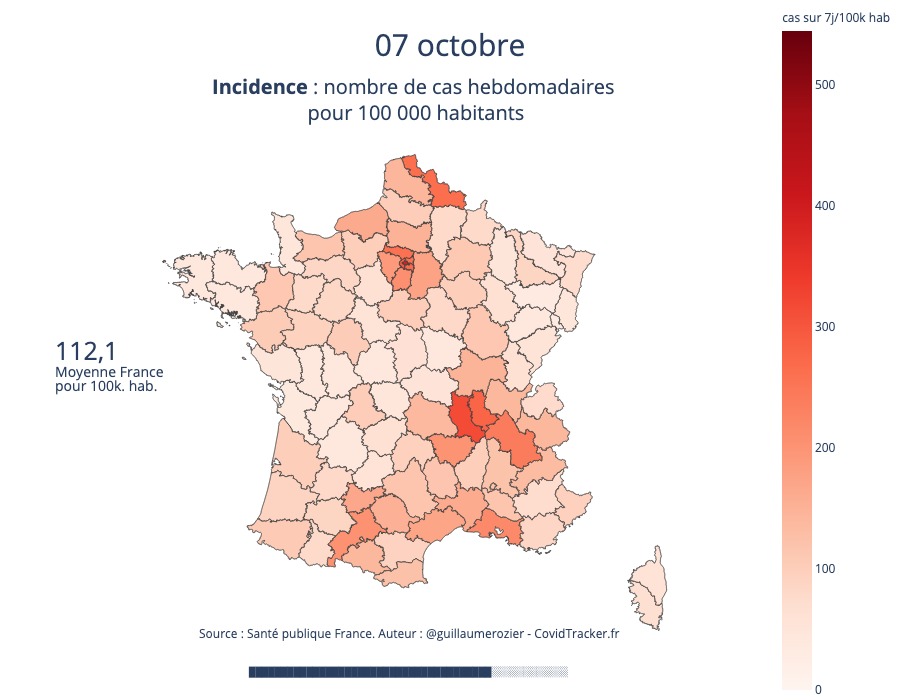 cas sur 7j/100k hab
07 octobre
Incidence : nombre de cas hebdomadaires
pour 100 000 habitants
500
400
300
200
100
0
112,1
Moyenne France
pour 100k. hab.
Source : Santé publique France. Auteur : @guillaumerozier - CovidTracker.fr